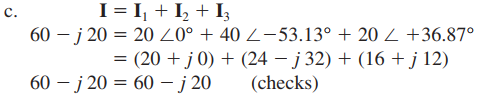 c. I = I₁ + I₂ + I₃
60 − j 20 = 20 ∠0° + 40 ∠−53.13° + 20 ∠ +36.87°
= (20 + j 0) + (24 − j 32) + (16 + j 12)
60 − j 20 = 60 − j 20 (checks)